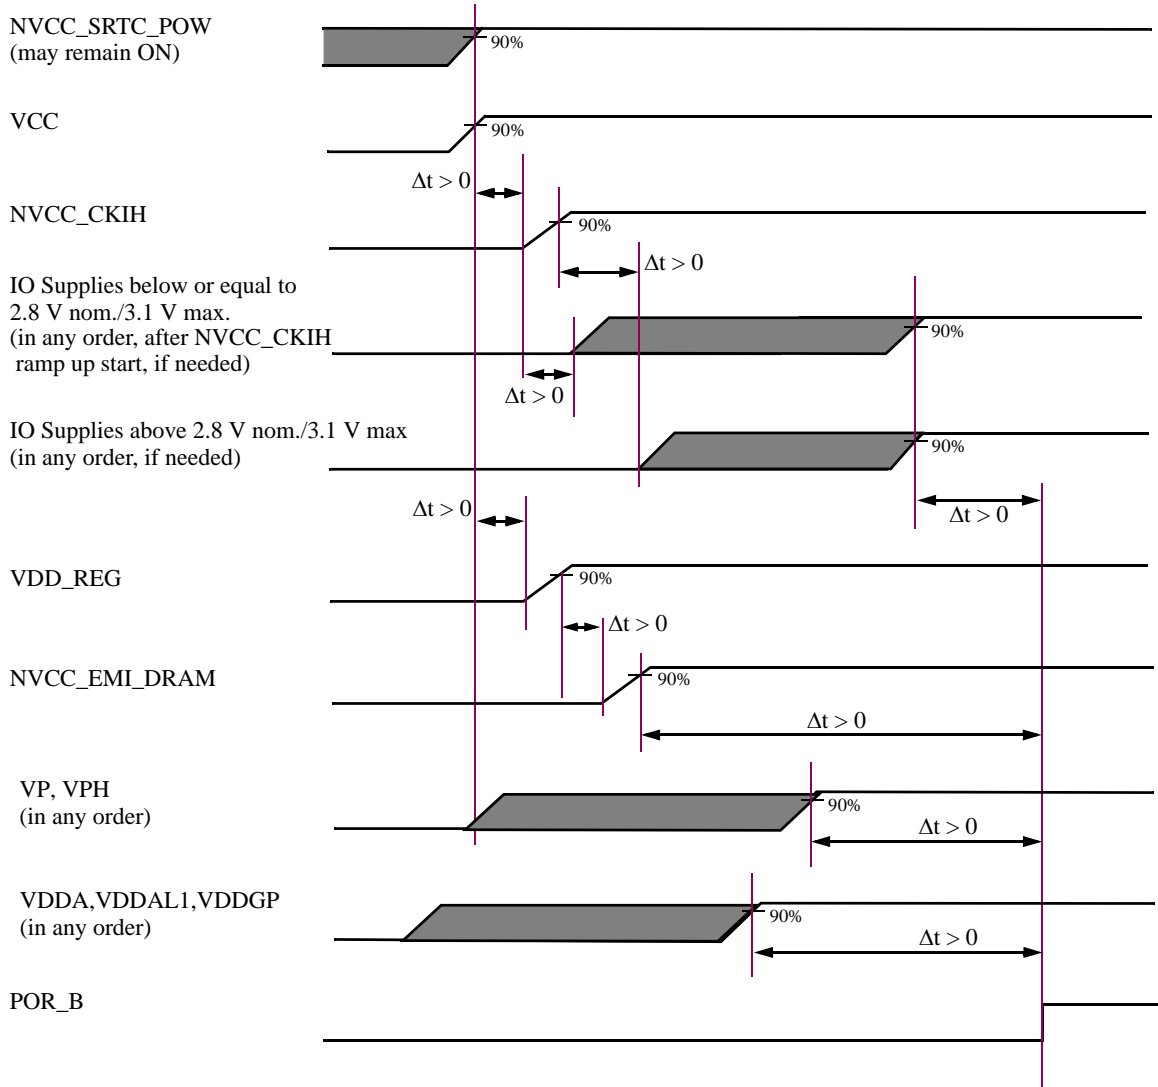 NVCC_SRTC_POW
(may remain ON)
90%
VCC
90%
Δt > 0
NVCC_CKIH
90%
Δt > 0
IO Supplies below or equal to
2.8 V nom./3.1 V max.
(in any order, after NVCC_CKIH
ramp up start, if needed)
90%
Δt > 0
IO Supplies above 2.8 V nom./3.1 V max
(in any order, if needed)
90%
Δt > 0
Δt > 0
VDD_REG
90%
Δt > 0
NVCC_EMI_DRAM
90%
Δt > 0
VP, VPH
(in any order)
90%
Δt > 0
VDDA,VDDAL1,VDDGP
(in any order)
90%
Δt > 0
POR_B